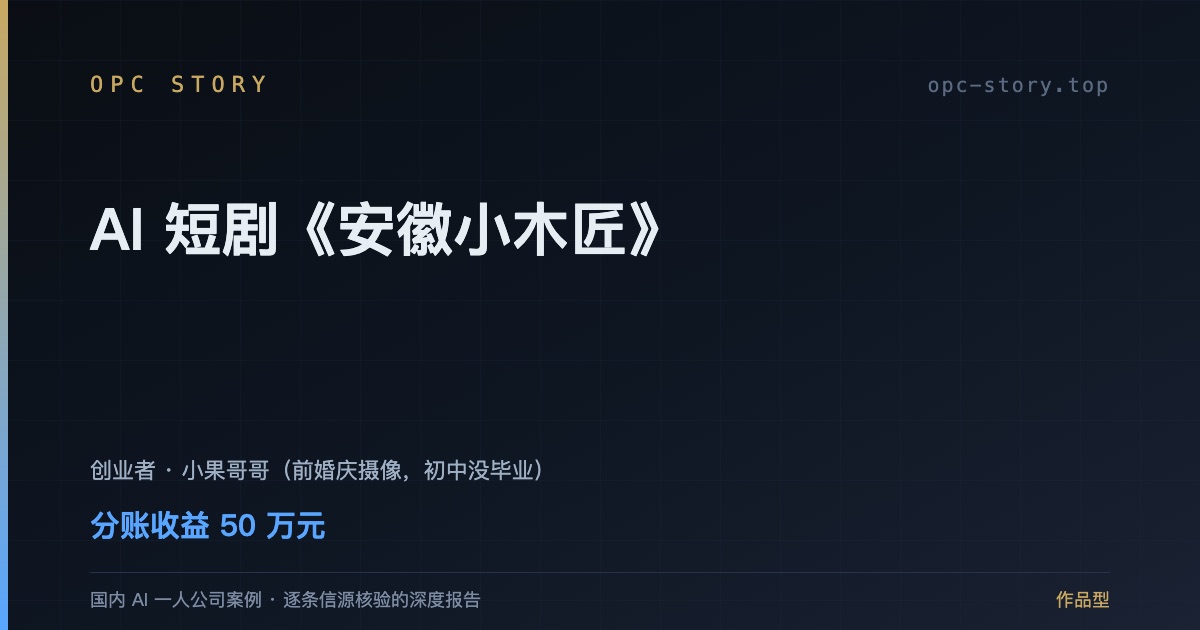 OPC STORY
opc-story.top
AI 短剧《安徽小木匠》
创业者 · 小果哥哥（前婚庆摄像，初中没毕业）
分账收益 50 万元
国内 AI 一人公司案例 · 逐条信源核验的深度报告
作品型